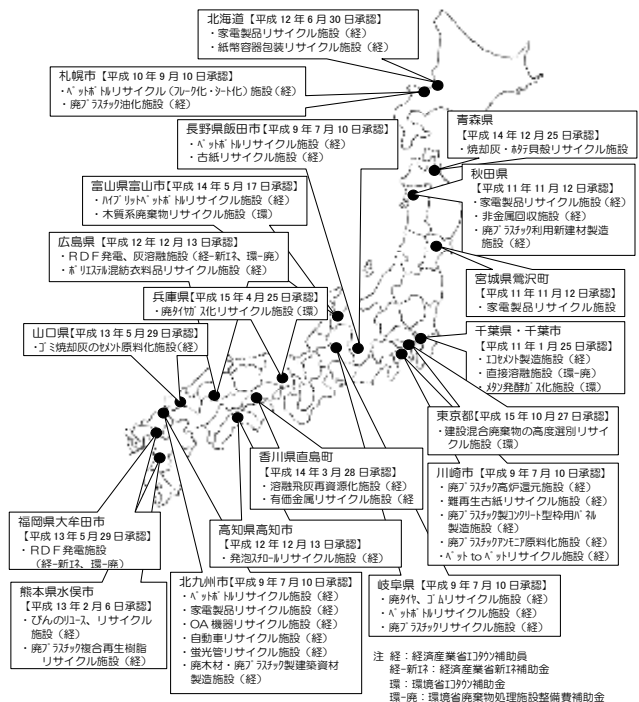 北海道【平成 12 年 6 月 30 日承認】
・家電製品リサイクル施設（経）
・紙幣容器包装リサイクル施設（経）
札幌市【平成 10 年 9 月 10 日承認】
・ペットボトルリサイクル（フレーク化・シート化）施設（経）
・廃プラスチック油化施設（経）
長野県飯田市【平成 9 年 7 月 10 日承認】
・ペットボトルリサイクル施設（経）
・古紙リサイクル施設（経）
青森県
【平成 14 年 12 月 25 日承認】
・焼却灰・ホタテ貝殻リサイクル施設
富山県富山市【平成 14 年 5 月 17 日承認】
・ハイブリットペットボトルリサイクル施設（経）
・木質系廃棄物リサイクル施設（環）
秋田県
【平成 11 年 11 月 12 日承認】
・家電製品リサイクル施設（経）
・非金属回収施設（経）
・廃プラスチック利用新建材製造
施設（経）
広島県【平成 12 年 12 月 13 日承認】
・ＲＤＦ発電、灰溶融施設（経−新エネ、環−廃）
・ポリエステル混紡衣料品リサイクル施設（経）
宮城県鶯沢町
【平成 11 年 11 月 12 日承認】
・家電製品リサイクル施設
兵庫県【平成 15 年 4 月 25 日承認】
・廃タイヤガス化リサイクル施設（環）
山口県【平成 13 年 5 月 29 日承認】
・ゴミ焼却灰のセメント原料化施設（経）
千葉県・千葉市
【平成 11 年 1 月 25 日承認】
・エコセメント製造施設（経）
・直接溶融施設（環−廃）
・メタン発酵ガス化施設（環）
東京都【平成 15 年 10 月 27 日承認】
・建設混合廃棄物の高度選別リサイ
クル施設（環）
香川県直島町
【平成 14 年 3 月 28 日承認】
・溶融飛灰再資源化施設（経）
・有価金属リサイクル施設（経
川崎市【平成 9 年 7 月 10 日承認】
・廃プラスチック高炉還元施設（経）
・難再生古紙リサイクル施設（経）
・廃プラスチック製コンクリート型枠用パネル
製造施設（経）
・廃プラスチックアンモニア原料化施設（経）
・ペット to ペットリサイクル施設（経）
福岡県大牟田市
【平成 13 年 5 月 29 日承認】
・ＲＤＦ発電施設
（経−新エネ、環−廃）
高知県高知市
【平成 12 年 12 月 13 日承認】
・発泡スチロールリサイクル施設（経）
熊本県水俣市
【平成 13 年 2 月 6 日承認】
・びんのリユース、リサイクル
施設（経）
・廃プラスチック複合再生樹脂
リサイクル施設（経）
北九州市【平成 9 年 7 月 10 日承認】
・ペットボトルリサイクル施設（経）
・家電製品リサイクル施設（経）
・OA 機器リサイクル施設（経）
・自動車リサイクル施設（経）
・蛍光管リサイクル施設（経）
・廃木材・廃プラスチック製建築資材
製造施設（経）
岐阜県【平成 9 年 7 月 10 日承認】
・廃タイヤ、ゴムリサイクル施設（経）
・ペットボトルリサイクル施設（経）
・廃プラスチックリサイクル施設（経）
注 経：経済産業省エコタウン補助員
経−新エネ：経済産業省新エネ補助金
環：環境省エコタウン補助金
環−廃：環境省廃棄物処理施設整備費補助金